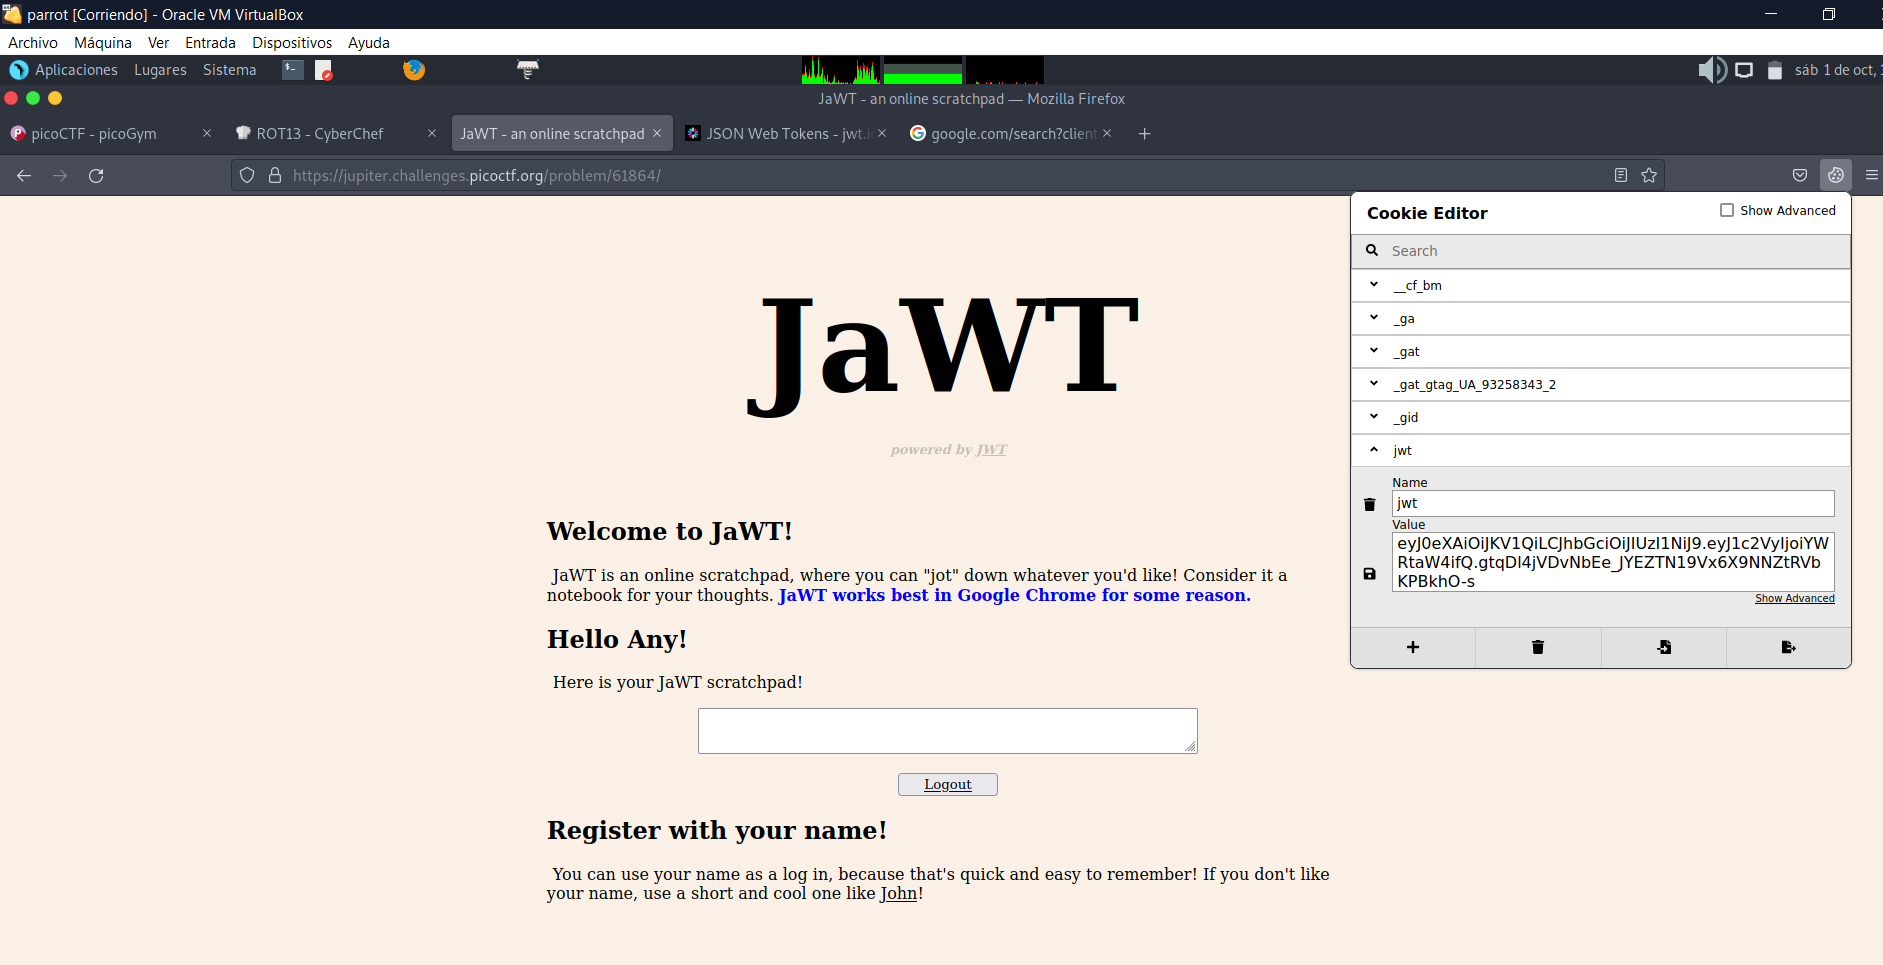 parrot [Corriendo] - Oracle VM VirtualBox
Archivo Máquina Ver Entrada Dispositivos Ayuda
Aplicaciones Lugares Sistema
sáb 1 de oct,
JaWT - an online scratchpad — Mozilla Firefox
picoCTF - picoGym
ROT13 - CyberChef
JaWT - an online scratchpad
JSON Web Tokens - jwt.io
google.com/search?client
https://jupiter.challenges.picoctf.org/problem/61864/
Cookie Editor
Show Advanced
Search
__cf_bm
_ga
_gat
_gat_gtag_UA_93258343_2
_gid
jwt
Name
jwt
Value
eyJ0eXAiOiJKV1QiLCJhbGciOiJIUzI1NiJ9.eyJ1c2VyIjoiYW
RtaW4ifQ.gtqDl4jVDvNbEe_JYEZTN19Vx6X9NNZtRVb
KPBkhO-s
Show Advanced
JaWT
powered by JWT
Welcome to JaWT!
JaWT is an online scratchpad, where you can "jot" down whatever you'd like! Consider it a
notebook for your thoughts. JaWT works best in Google Chrome for some reason.
Hello Any!
Here is your JaWT scratchpad!
Logout
Register with your name!
You can use your name as a log in, because that's quick and easy to remember! If you don't like
your name, use a short and cool one like John!